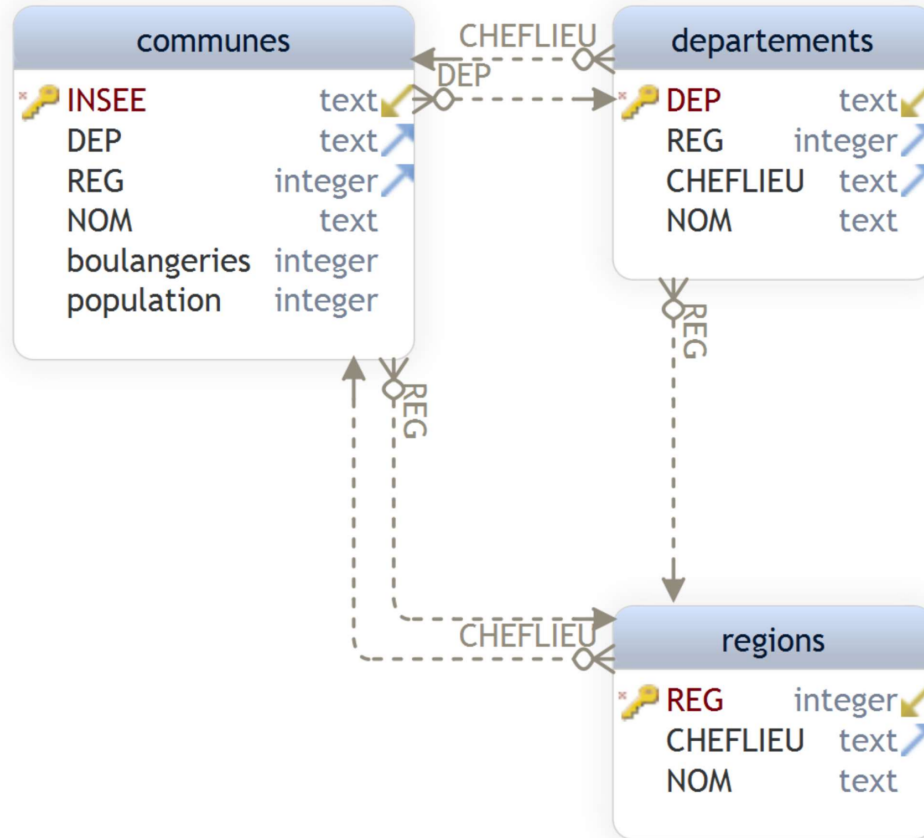 communes
INSEE text
DEP text
REG integer
NOM text
boulangeries integer
population integer
CHEFLIEU
DEP
departements
DEP text
REG integer
CHEFLIEU text
NOM text
REG
REG
CHEFLIEU
regions
REG integer
CHEFLIEU text
NOM text